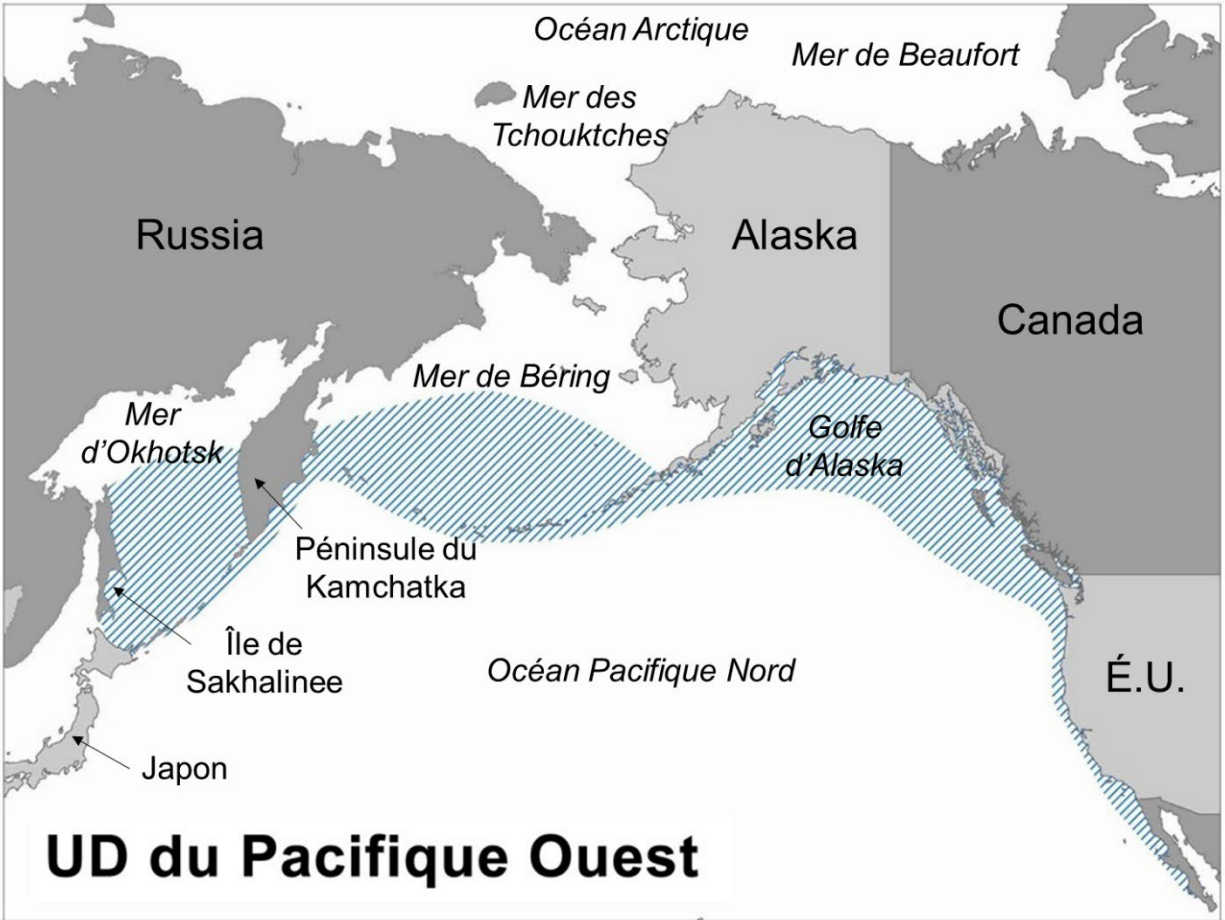 Océan Arctique
Mer de Beaufort
Mer des
Tchouktches
Russia
Alaska
Canada
Mer de Béring
Mer
d'Okhotsk
Golfe
d'Alaska
Péninsule du
Kamchatka
Île de
Sakhalinee
Océan Pacifique Nord
É.U.
Japon
UD du Pacifique Ouest